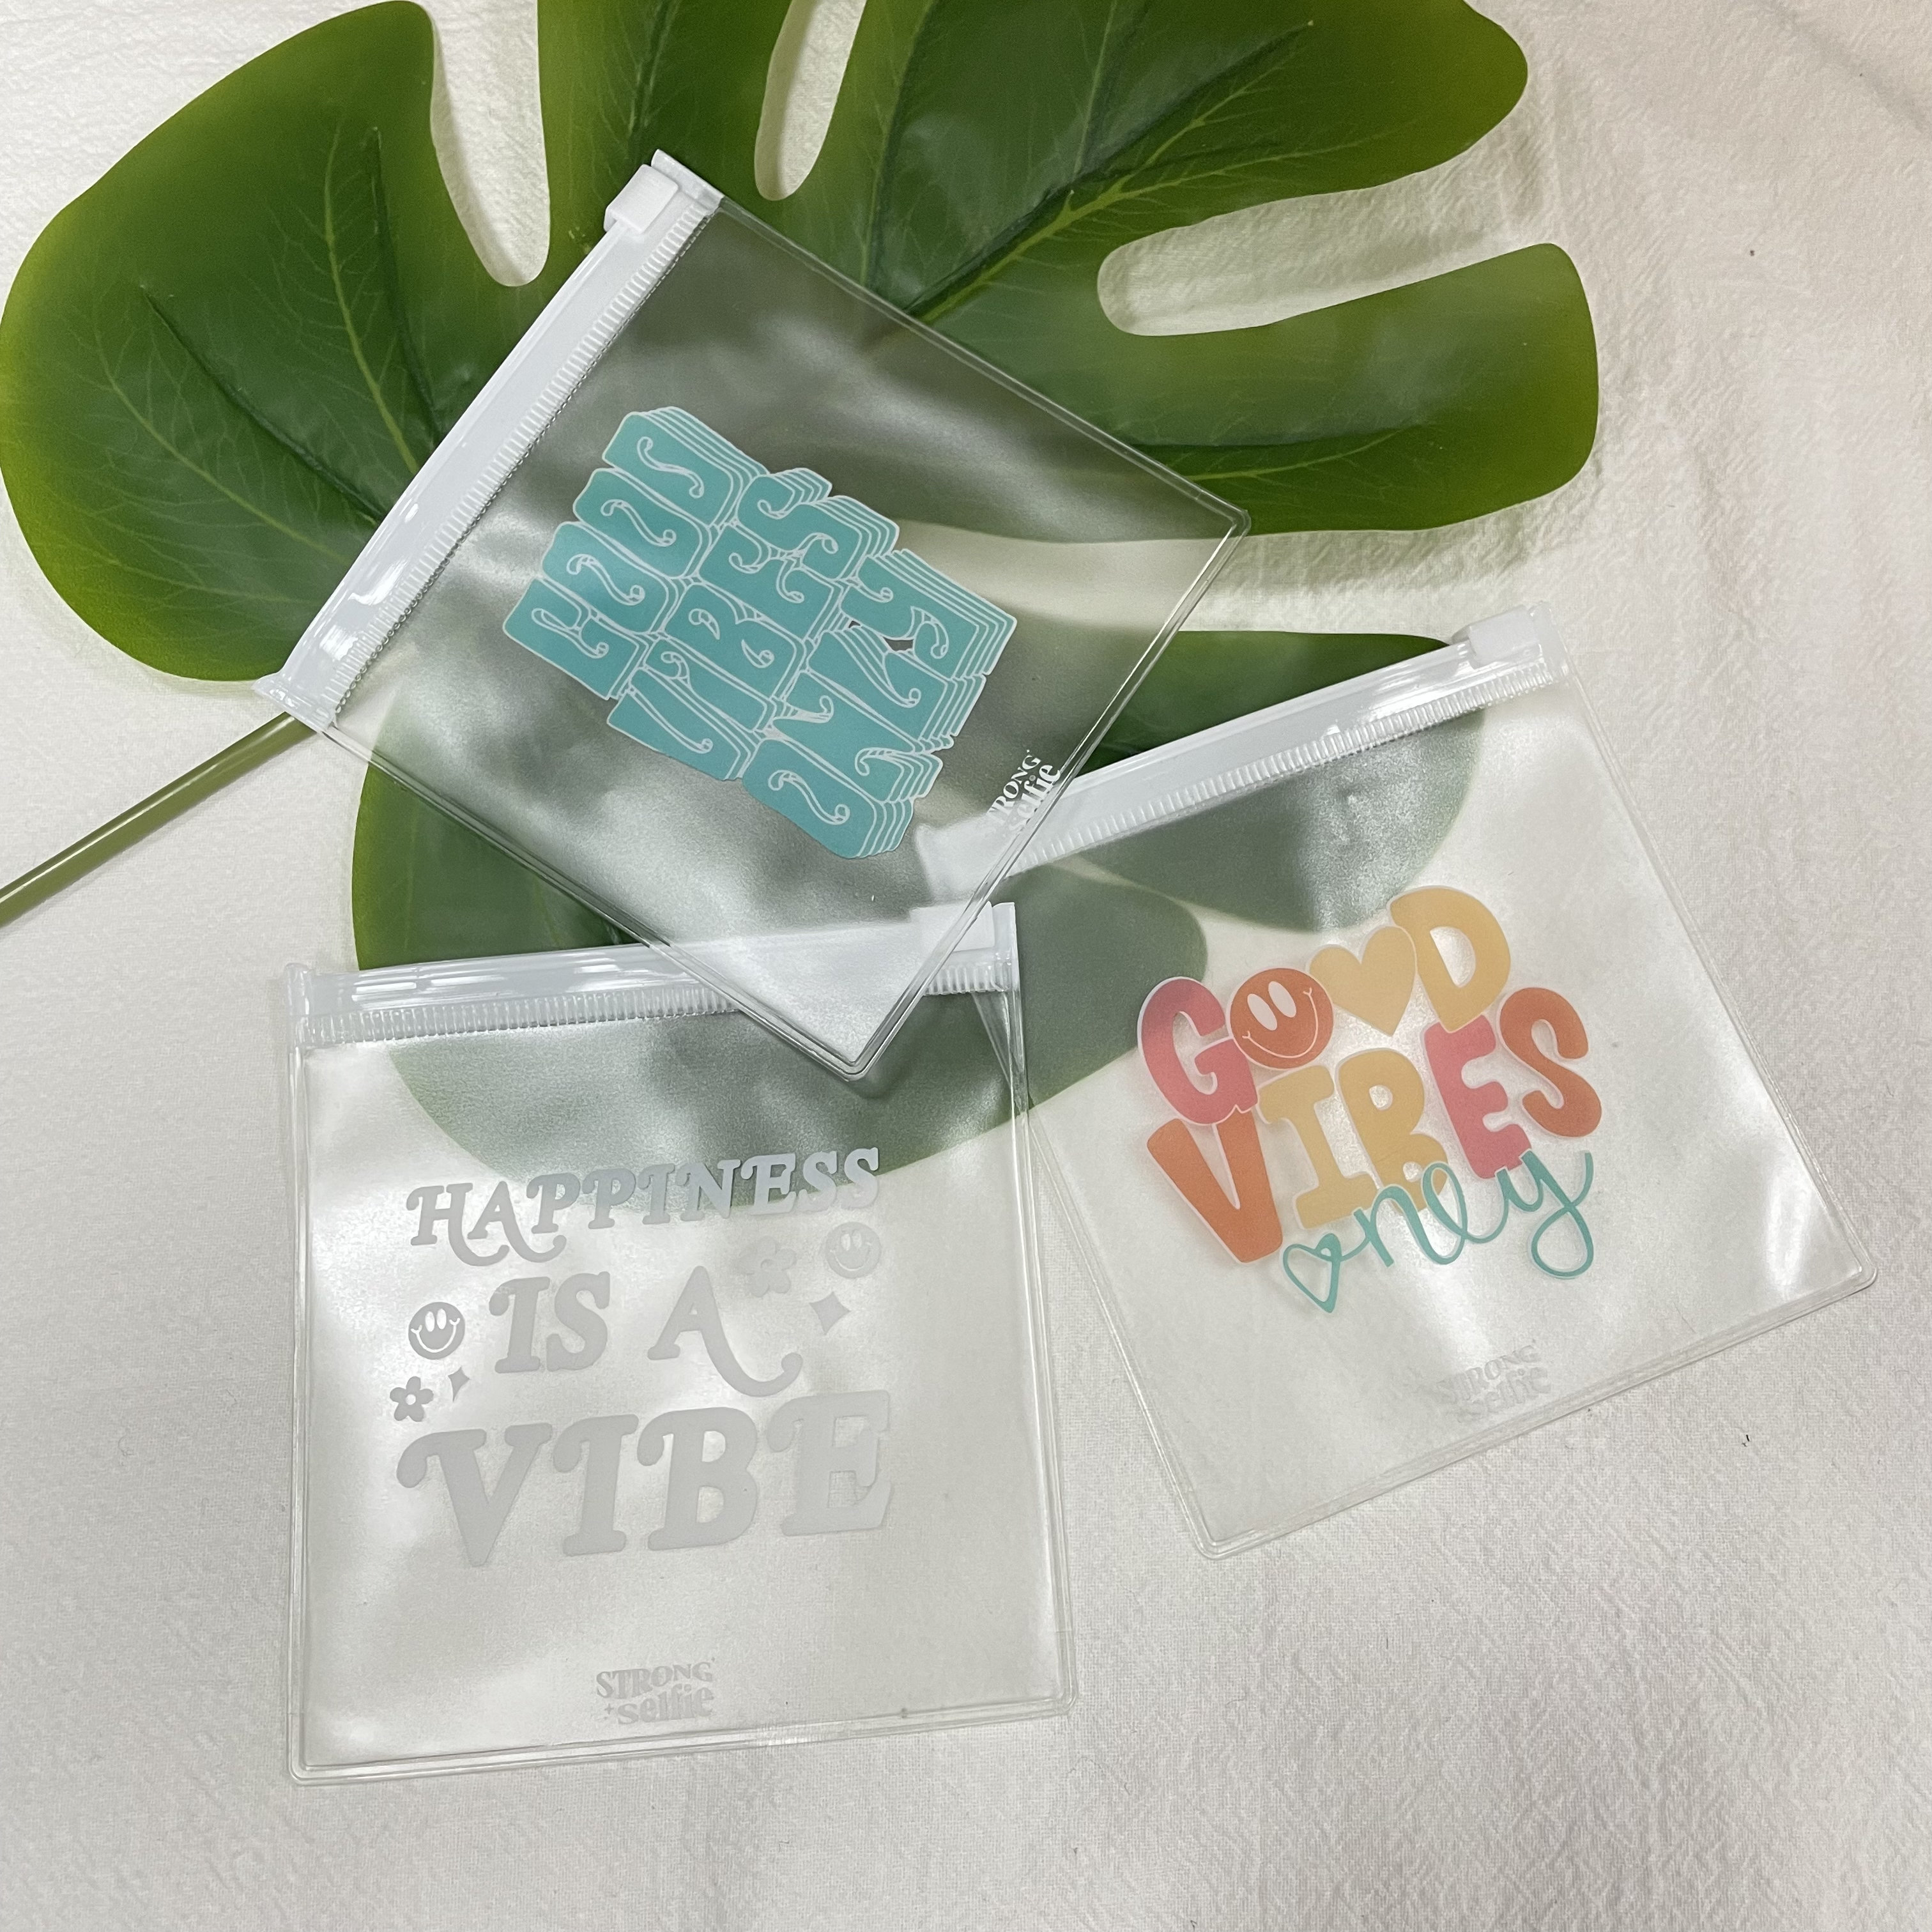 GOOD
VIBES
ONLY
STRONG
selfie
GOOD
VIBES
only
STRONG
selfie
HAPPINESS
IS A
VIBE
STRONG
selfie